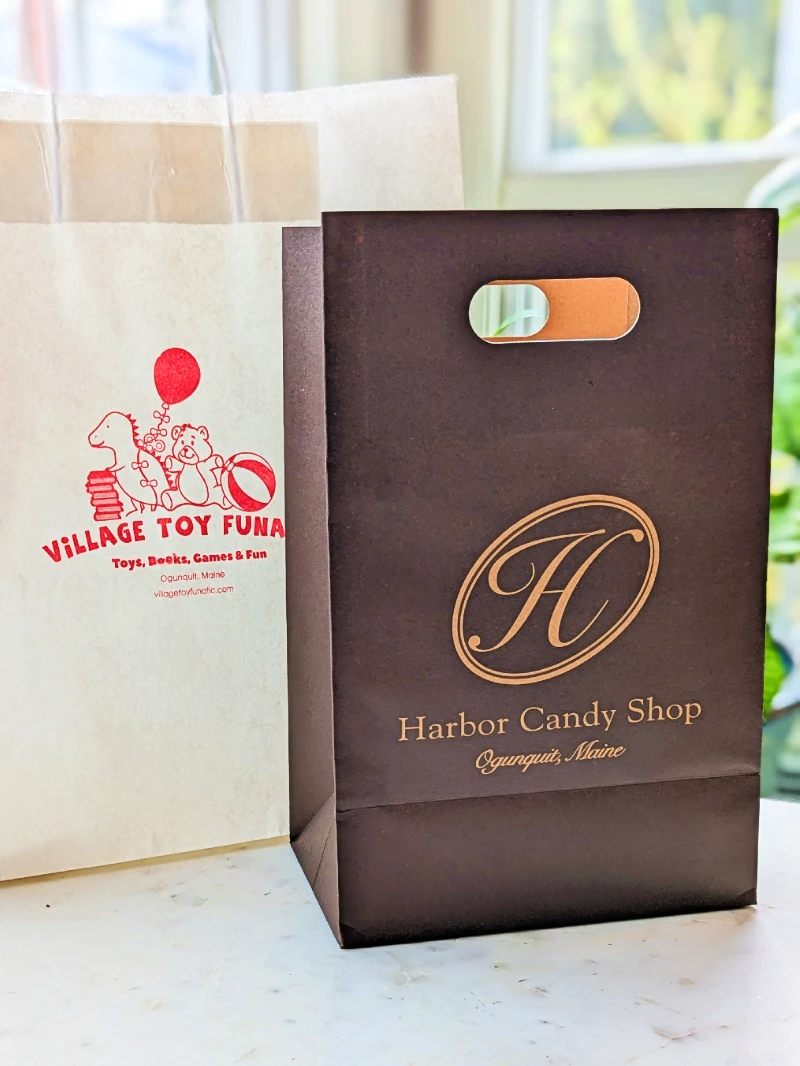 ViLLAGE TOY FUNA
Toys, Books, Games & Fun
Ogunquit, Maine
villagetoyfunatic.com
H
Harbor Candy Shop
Ogunquit, Maine